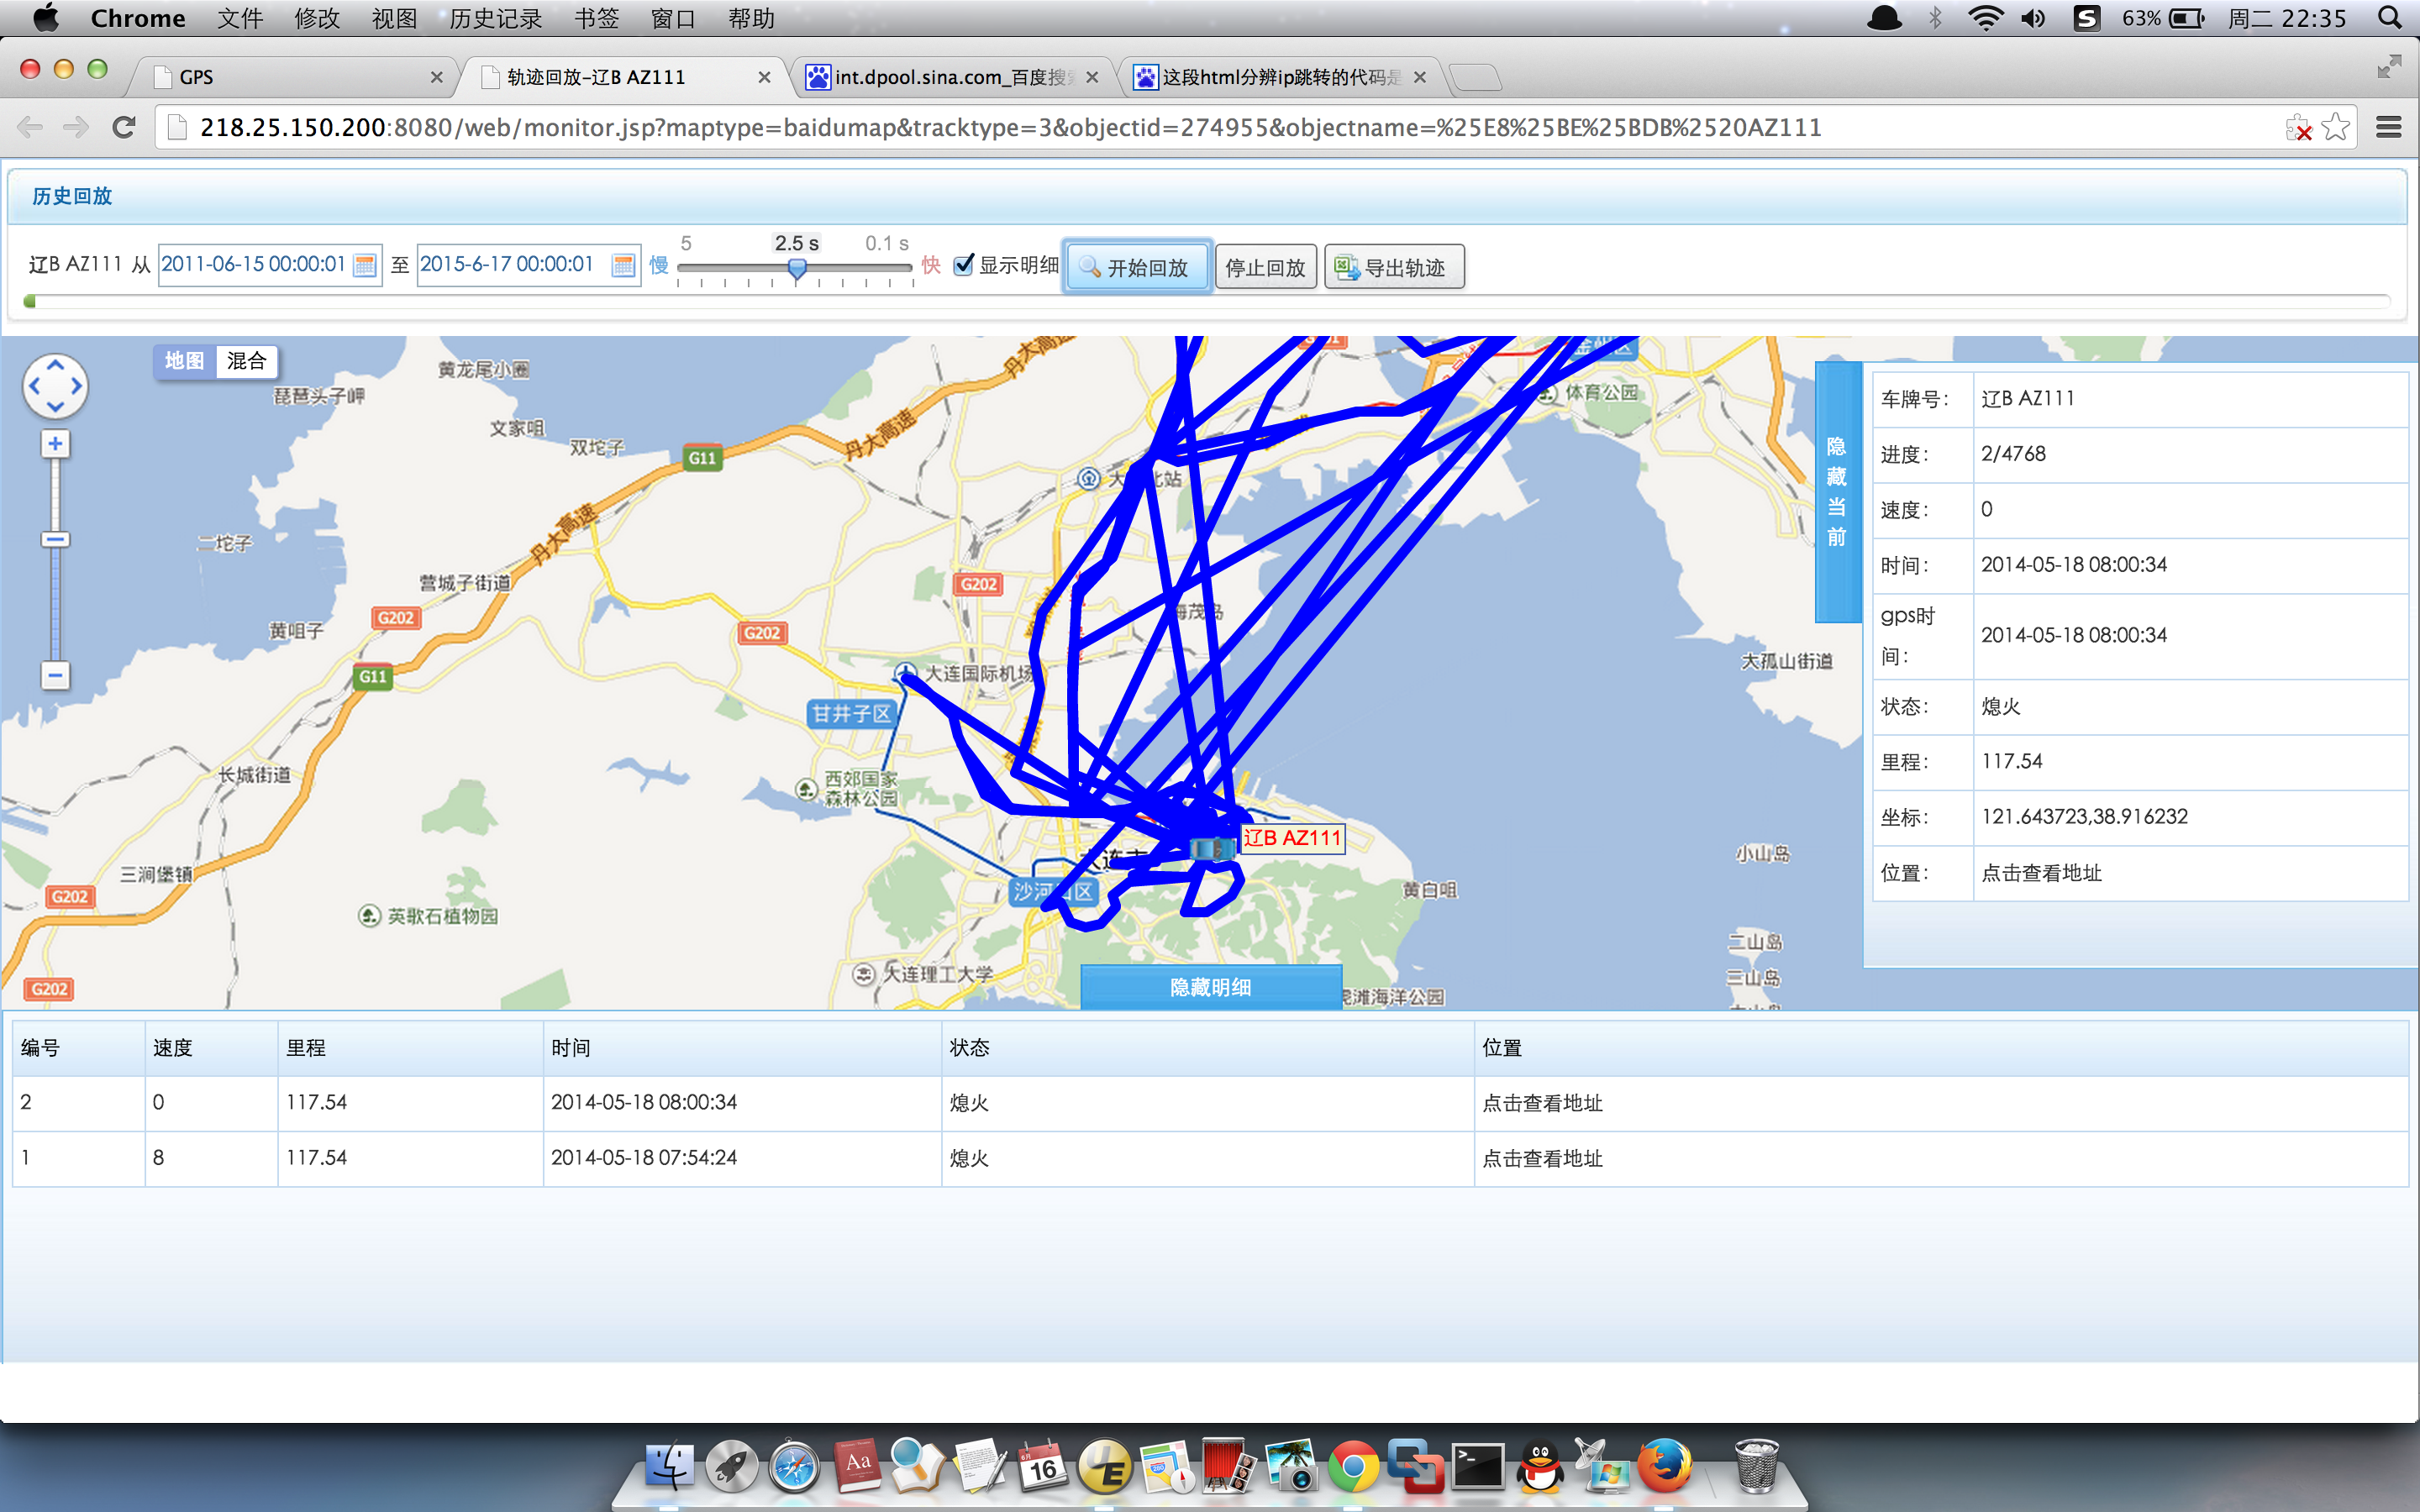 Chrome 文件 修改 视图 历史记录 书签 窗口 帮助 63% 周二 22:35
GPS
轨迹回放-辽B AZ111
int.dpool.sina.com_百度搜
这段html分辨ip跳转的代码是
218.25.150.200:8080/web/monitor.jsp?maptype=baidumap&tracktype=3&objectid=274955&objectname=%25E8%25BE%25BDB%2520AZ111
历史回放
5 2.5 s 0.1 s
辽B AZ111 从 2011-06-15 00:00:01 至 2015-6-17 00:00:01 慢 快 显示明细 开始回放 停止回放 导出轨迹
地图 混合
黄龙尾小圈
琵琶头子岬
文家咀
双坨子
丹大高速
丹大高速
G11
体育公园
二坨子
丹大高速
营城子街道
G202
G202
黄咀子
G202
G11
大连国际机场
甘井子区
海茂岛
大孤山街道
长城街道
西郊国家
森林公园
三涧堡镇
G202
英歌石植物园
沙河口区
辽B AZ111
黄白咀
小山岛
二山岛
三山岛
大连理工大学
G202
虎滩海洋公园
隐藏明细
隐藏当前
车牌号: 辽B AZ111
进度: 2/4768
速度: 0
时间: 2014-05-18 08:00:34
gps时间: 2014-05-18 08:00:34
状态: 熄火
里程: 117.54
坐标: 121.643723,38.916232
位置: 点击查看地址
编号 速度 里程 时间 状态 位置
2 0 117.54 2014-05-18 08:00:34 熄火 点击查看地址
1 8 117.54 2014-05-18 07:54:24 熄火 点击查看地址
Aa
16